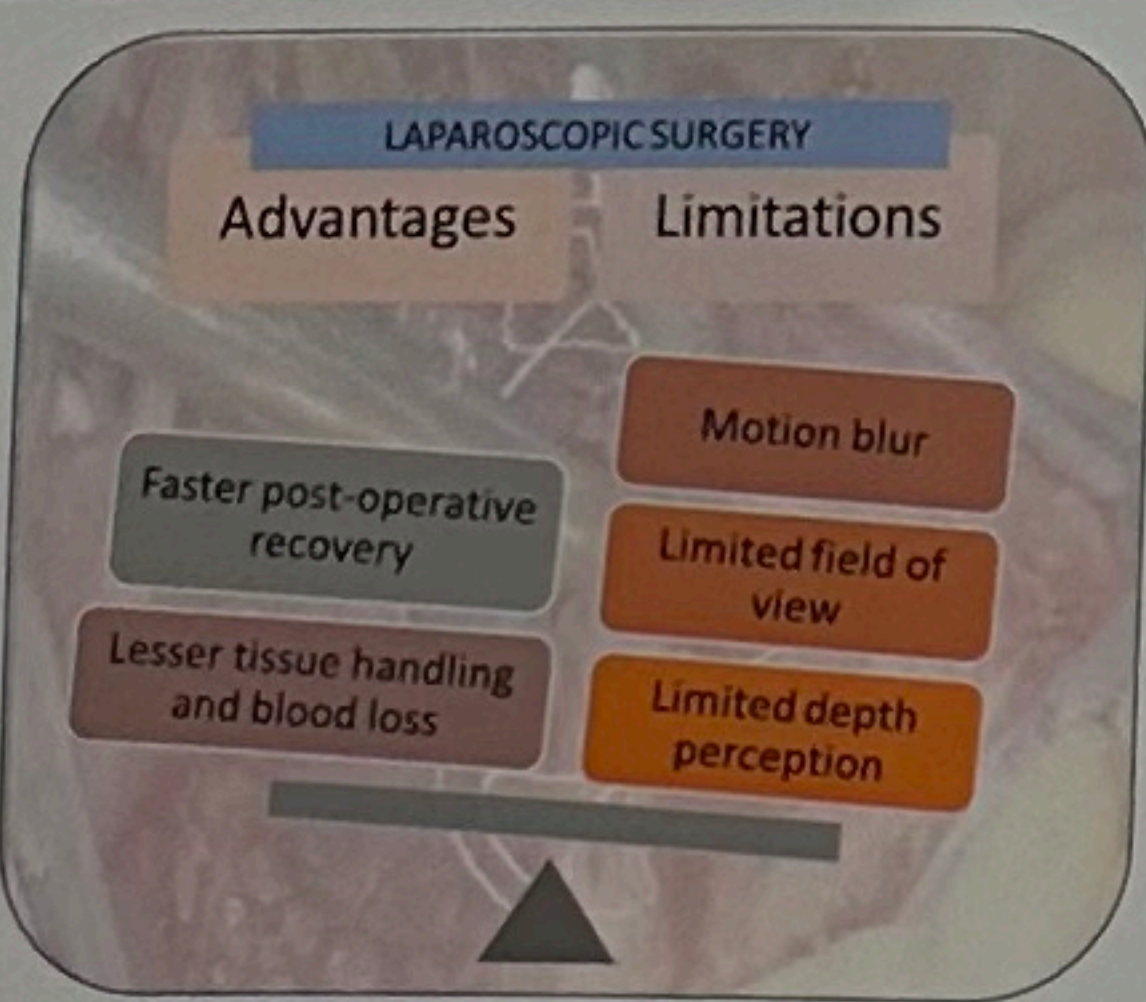 LAPAROSCOPIC SURGERY
Advantages
Limitations
Faster post-operative
recovery
Lesser tissue handling
and blood loss
Motion blur
Limited field of
view
Limited depth
perception